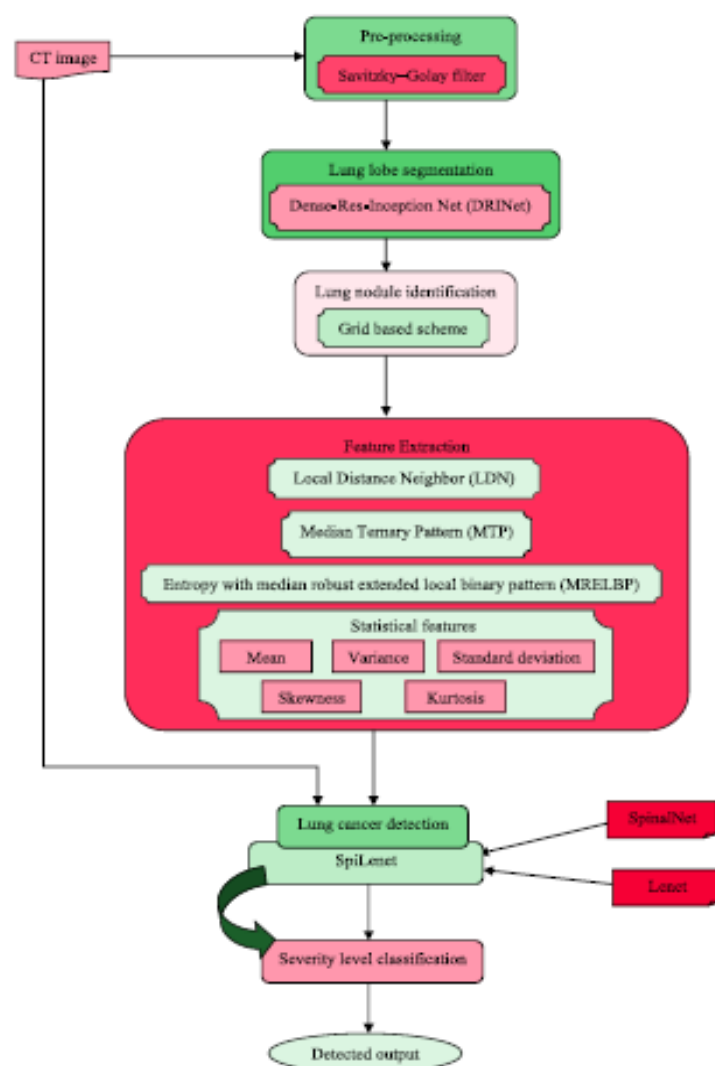 Pre-processing
CT image
Savitzky–Golay filter
Lung lobe segmentation
Dense-Res-Inception Net (DRINet)
Lung nodule identification
Grid based scheme
Feature Extraction
Local Distance Neighbor (LDN)
Median Ternary Pattern (MTP)
Entropy with median robust extended local binary pattern (MRELBP)
Statistical features
Mean
Variance
Standard deviation
Skewness
Kurtosis
Lung cancer detection
SpinalNet
SpiLenet
Lenet
Severity level classification
Detected output